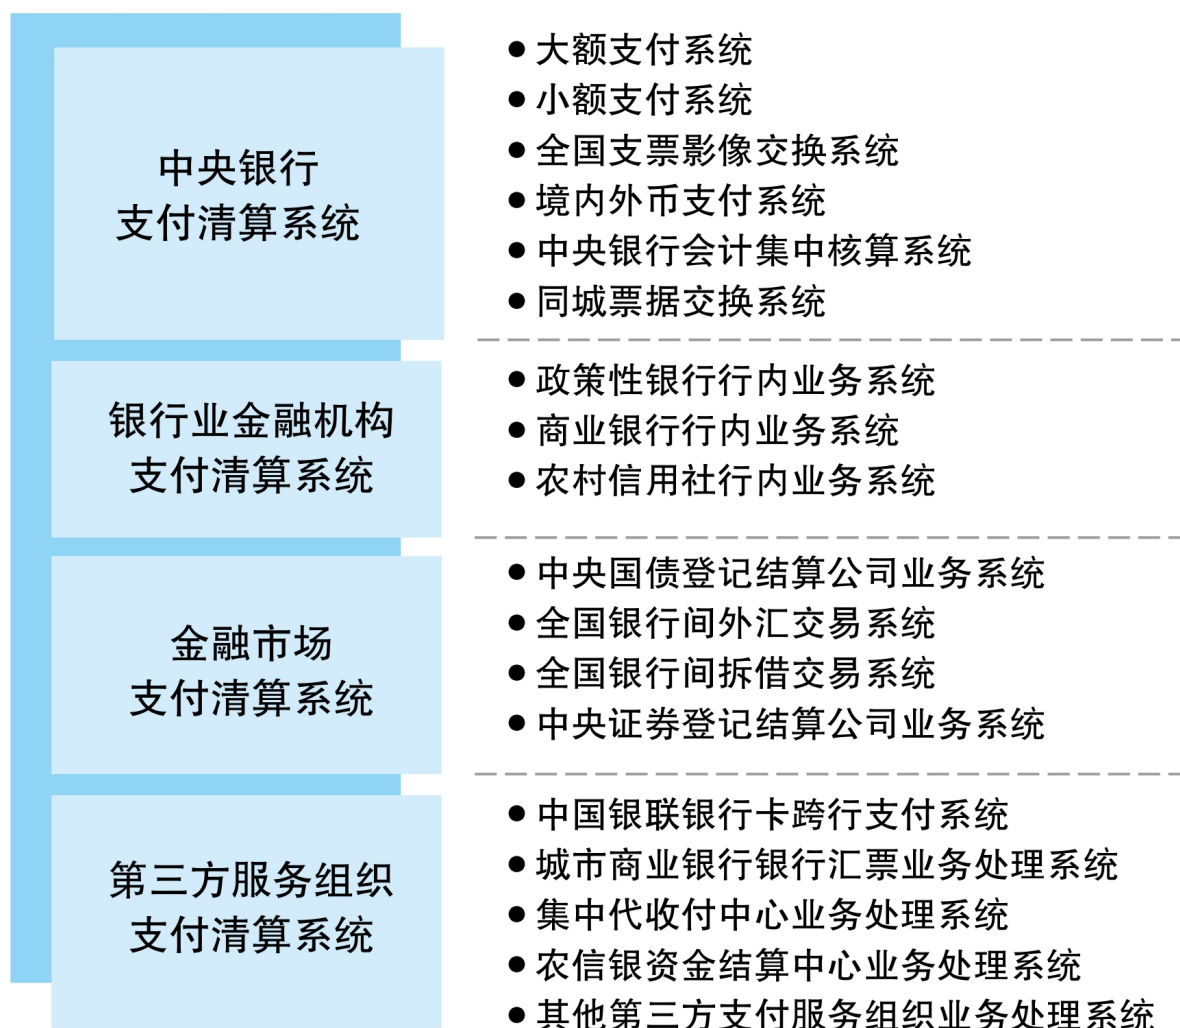 中央银行
支付清算系统
● 大额支付系统
● 小额支付系统
● 全国支票影像交换系统
● 境内外币支付系统
● 中央银行会计集中核算系统
● 同城票据交换系统
银行业金融机构
支付清算系统
● 政策性银行行内业务系统
● 商业银行行内业务系统
● 农村信用社行内业务系统
金融市场
支付清算系统
● 中央国债登记结算公司业务系统
● 全国银行间外汇交易系统
● 全国银行间拆借交易系统
● 中央证券登记结算公司业务系统
第三方服务组织
支付清算系统
● 中国银联银行卡跨行支付系统
● 城市商业银行银行汇票业务处理系统
● 集中代收付中心业务处理系统
● 农信银资金结算中心业务处理系统
● 其他第三方支付服务组织业务处理系统